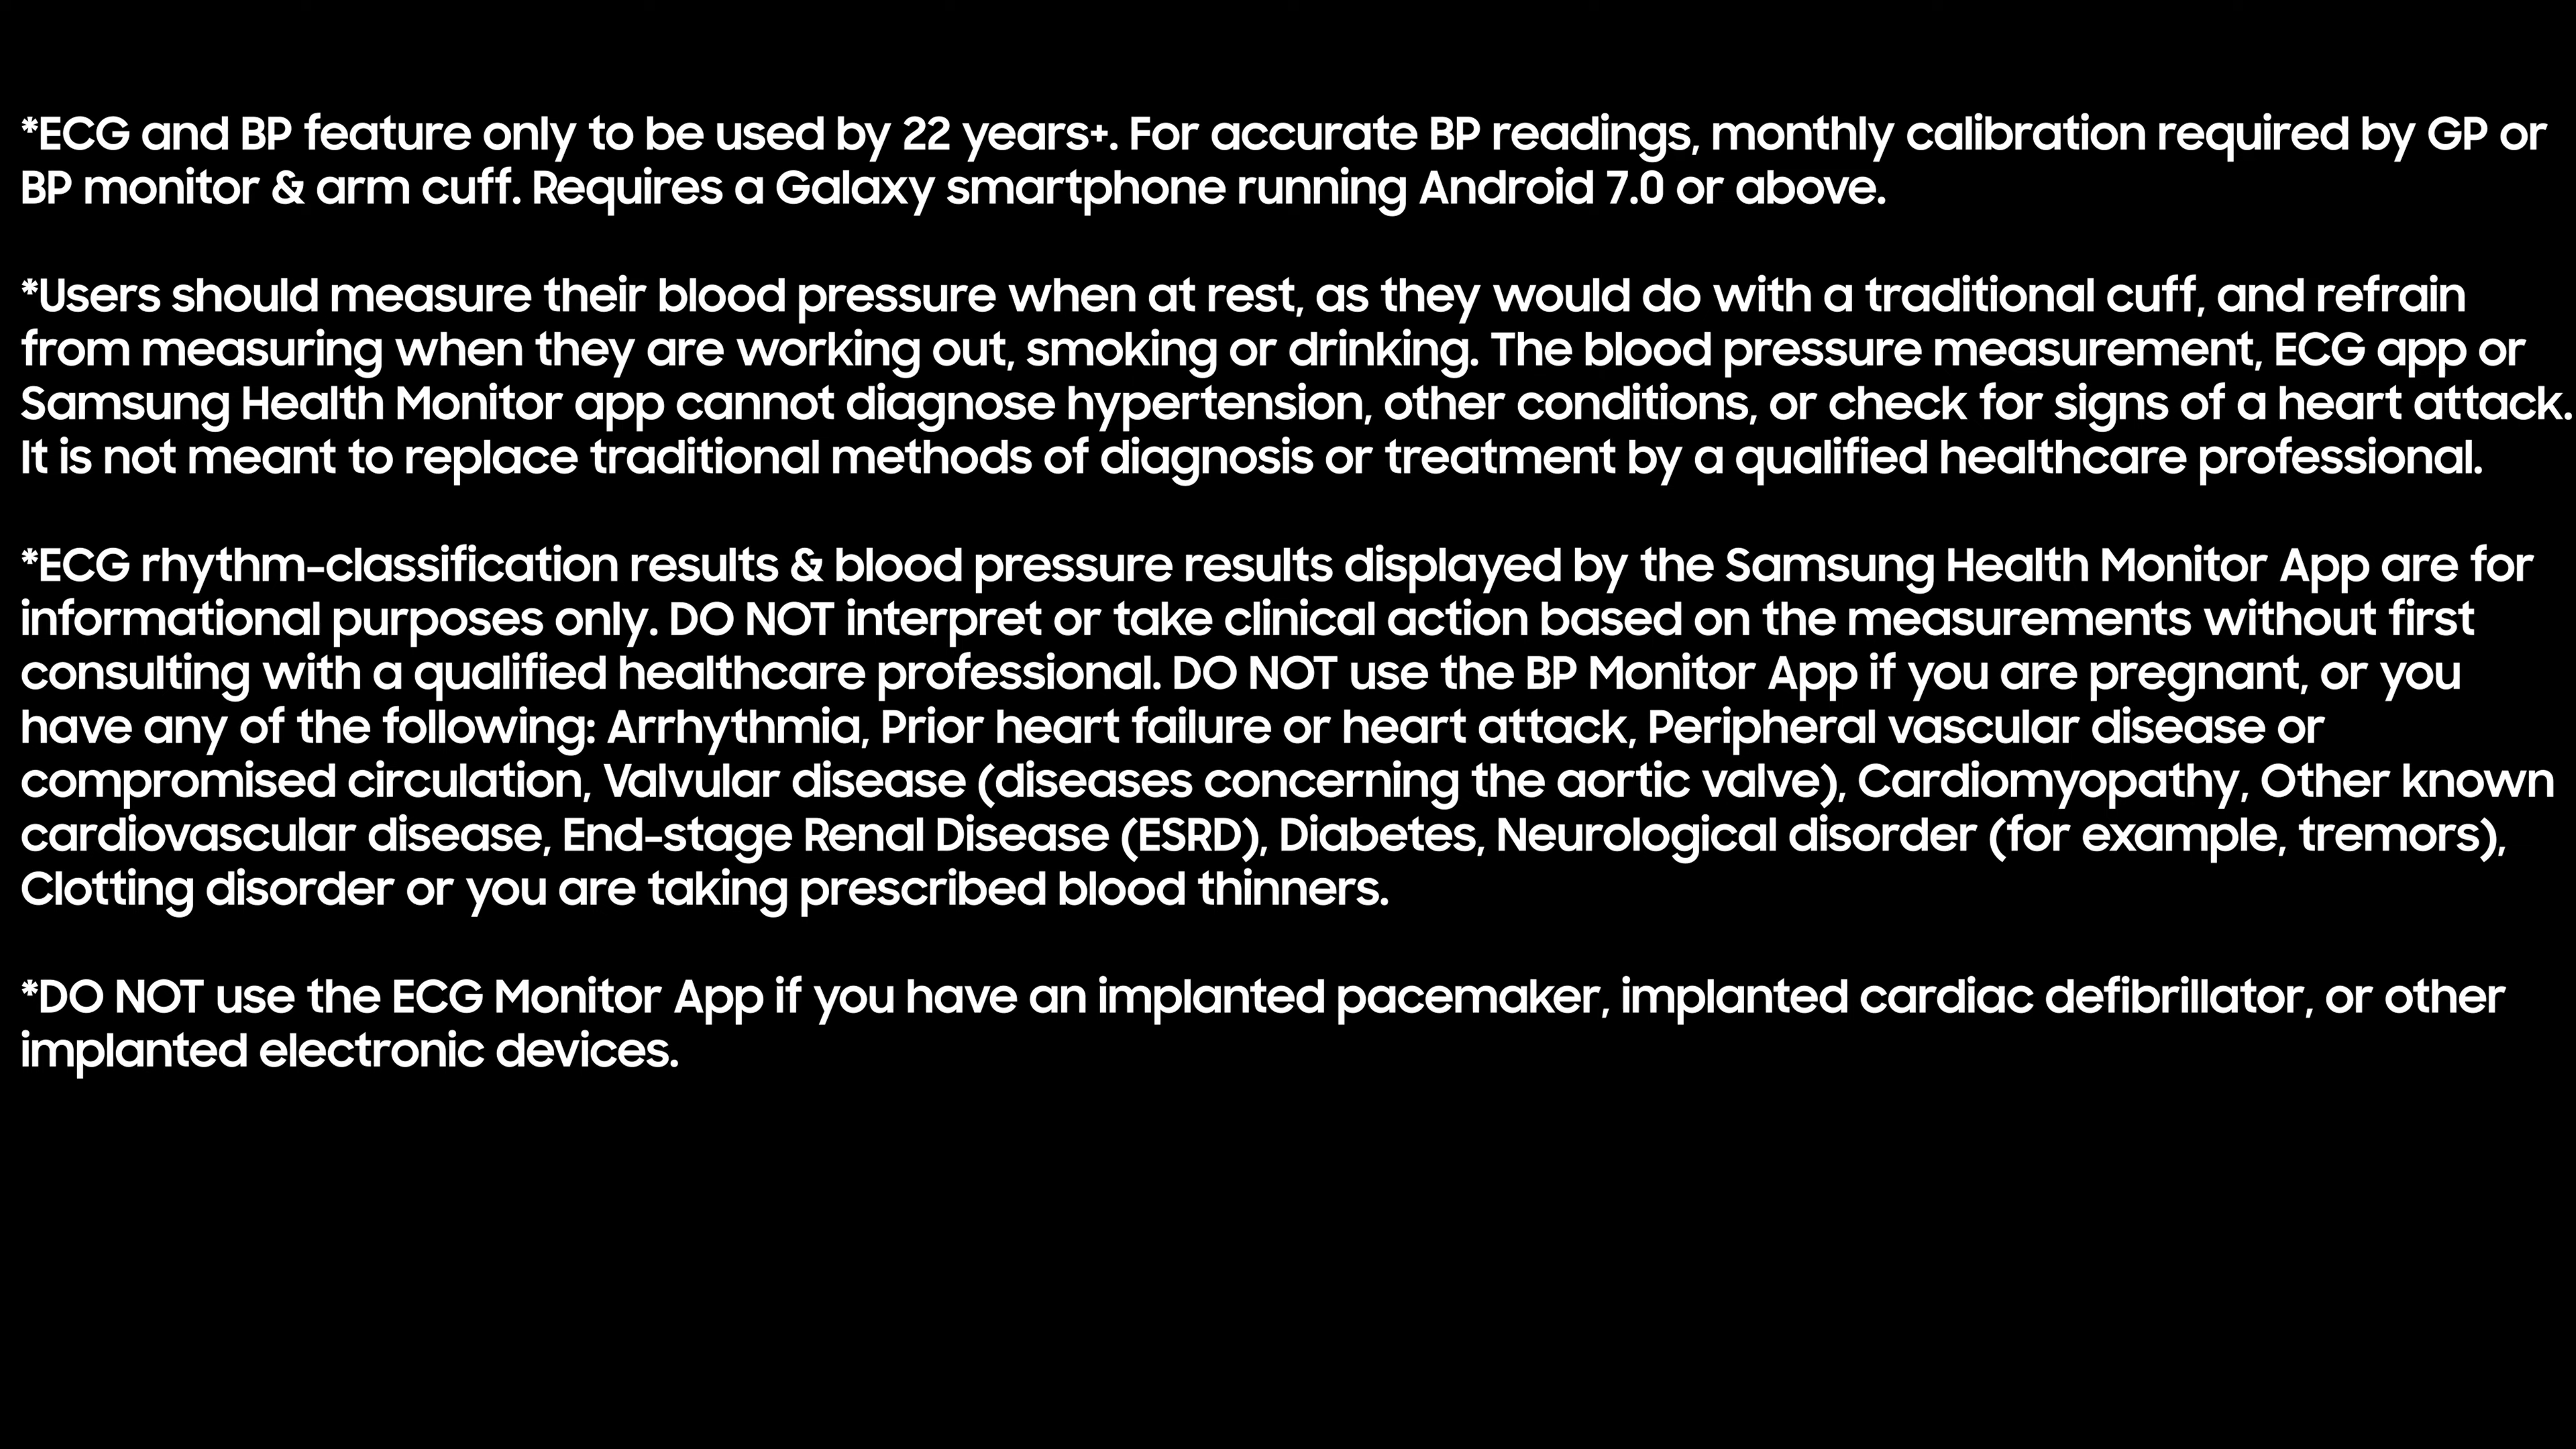 *ECG and BP feature only to be used by 22 years+. For accurate BP readings, monthly calibration required by GP or
BP monitor & arm cuff. Requires a Galaxy smartphone running Android 7.0 or above.
*Users should measure their blood pressure when at rest, as they would do with a traditional cuff, and refrain
from measuring when they are working out, smoking or drinking. The blood pressure measurement, ECG app or
Samsung Health Monitor app cannot diagnose hypertension, other conditions, or check for signs of a heart attack.
It is not meant to replace traditional methods of diagnosis or treatment by a qualified healthcare professional.
*ECG rhythm-classification results & blood pressure results displayed by the Samsung Health Monitor App are for
informational purposes only. DO NOT interpret or take clinical action based on the measurements without first
consulting with a qualified healthcare professional. DO NOT use the BP Monitor App if you are pregnant, or you
have any of the following: Arrhythmia, Prior heart failure or heart attack, Peripheral vascular disease or
compromised circulation, Valvular disease (diseases concerning the aortic valve), Cardiomyopathy, Other known
cardiovascular disease, End-stage Renal Disease (ESRD), Diabetes, Neurological disorder (for example, tremors),
Clotting disorder or you are taking prescribed blood thinners.
*DO NOT use the ECG Monitor App if you have an implanted pacemaker, implanted cardiac defibrillator, or other
implanted electronic devices.